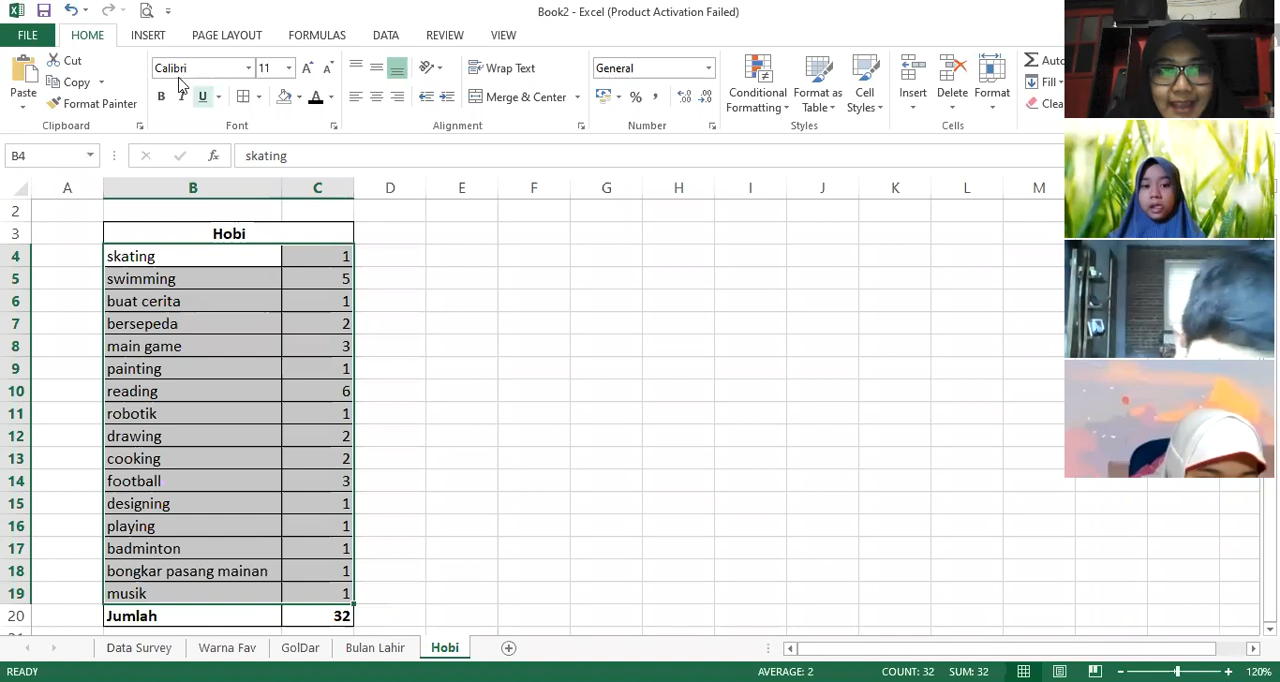 Book2 - Excel (Product Activation Failed)
FILE HOME INSERT PAGE LAYOUT FORMULAS DATA REVIEW VIEW
Cut
Copy
Format Painter
Paste
Calibri 11
B I U
Wrap Text
Merge & Center
General
%
Conditional Formatting
Format as Table
Cell Styles
Insert Delete Format
Fill
Clipboard Font Alignment Number Styles Cells
B4 fx skating
A B C D E F G H I J K L M
2
3 Hobi
4 skating 1
5 swimming 5
6 buat cerita 1
7 bersepeda 2
8 main game 3
9 painting 1
10 reading 6
11 robotik 1
12 drawing 2
13 cooking 2
14 football 3
15 designing 1
16 playing 1
17 badminton 1
18 bongkar pasang mainan 1
19 musik 1
20 Jumlah 32
Data Survey Warna Fav GolDar Bulan Lahir Hobi
READY AVERAGE: 2 COUNT: 32 SUM: 32 120%